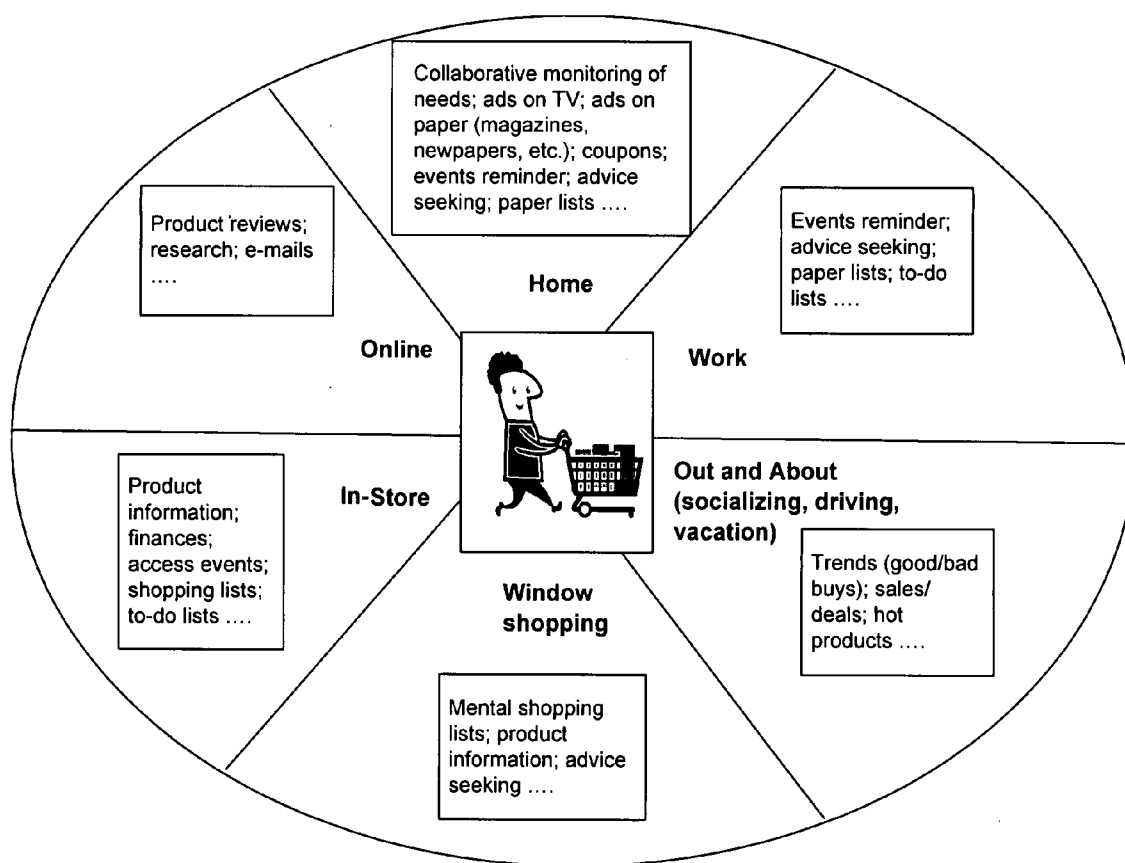 Collaborative monitoring of
needs; ads on TV; ads on
paper (magazines,
newpapers, etc.); coupons;
events reminder; advice
seeking; paper lists ....
Home
Product reviews;
research; e-mails
....
Online
Events reminder;
advice seeking;
paper lists; to-do
lists ....
Work
Product
information;
finances;
access events;
shopping lists;
to-do lists ....
In-Store
Out and About
(socializing, driving,
vacation)
Trends (good/bad
buys); sales/
deals; hot
products ....
Window
shopping
Mental shopping
lists; product
information; advice
seeking ....